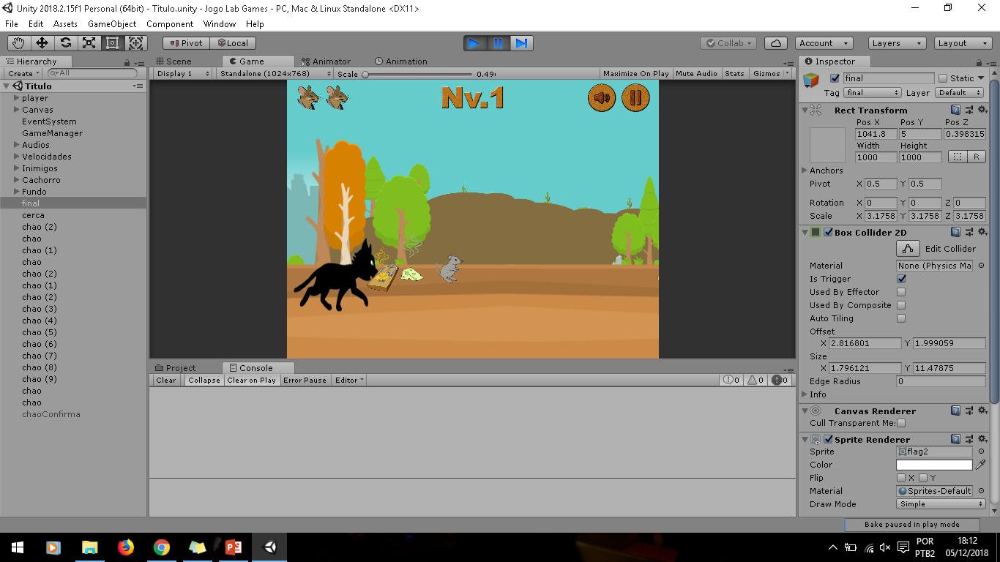 Unity 2018.2.15f1 Personal (64bit) - Titulo.unity - Jogo Lab Games - PC, Mac & Linux Standalone <DX11>
File Edit Assets GameObject Component Window Help
Pivot Local Collab Account Layers Layout
Hierarchy
Create All
Titulo
player
Canvas
EventSystem
GameManager
Audios
Velocidades
Inimigos
Cachorro
Fundo
final
cerca
chao (2)
chao
chao (1)
chao
chao (2)
chao (1)
chao (2)
chao (3)
chao (4)
chao (5)
chao (6)
chao (7)
chao (8)
chao (9)
chao
chao
chaoConfirma
Scene Game Animator Animation
Display 1 Standalone (1024x768) Scale 0.49 Maximize On Play Mute Audio Stats Gizmos
Nv.1
Project Console
Clear Collapse Clear on Play Error Pause Editor 0 0 0
Inspector
final Static
Tag final Layer Default
Rect Transform
Pos X Pos Y Pos Z
1041.8 5 0.398315
Width Height
1000 1000 R
Anchors
Pivot X 0.5 Y 0.5
Rotation X 0 Y 0 Z 0
Scale X 3.1758 Y 3.1758 Z 3.1758
Box Collider 2D
Edit Collider
Material None (Physics Ma
Is Trigger
Used By Effector
Used By Composite
Auto Tiling
Offset
X 2.816801 Y 1.999059
Size
X 1.796121 Y 11.47875
Edge Radius 0
Info
Canvas Renderer
Cull Transparent Me:
Sprite Renderer
Sprite flag2
Color
Flip X Y
Material Sprites-Default
Draw Mode Simple
Bake paused in play mode
POR
PTB2
18:12
05/12/2018